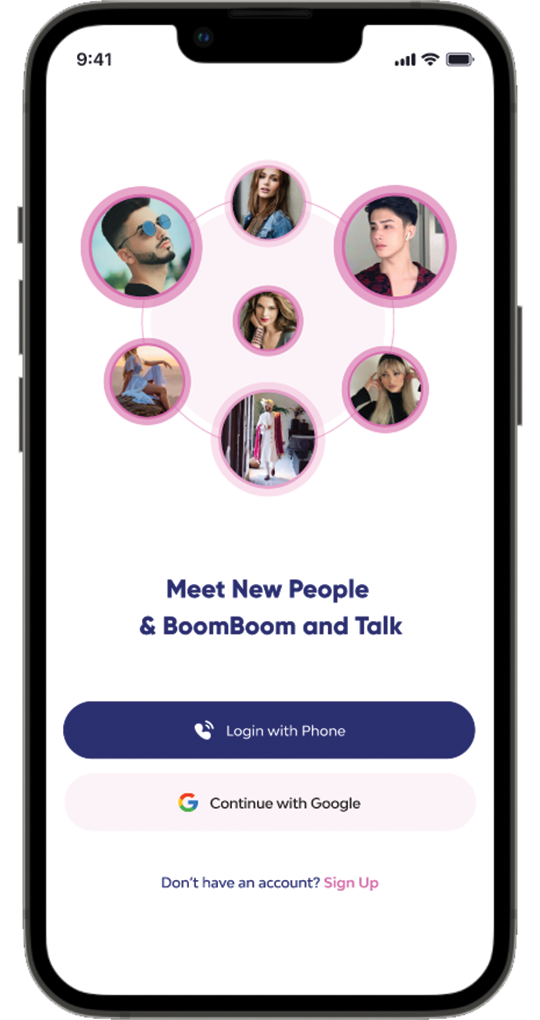 9:41
Meet New People
& BoomBoom and Talk
Login with Phone
Continue with Google
Don't have an account? Sign Up